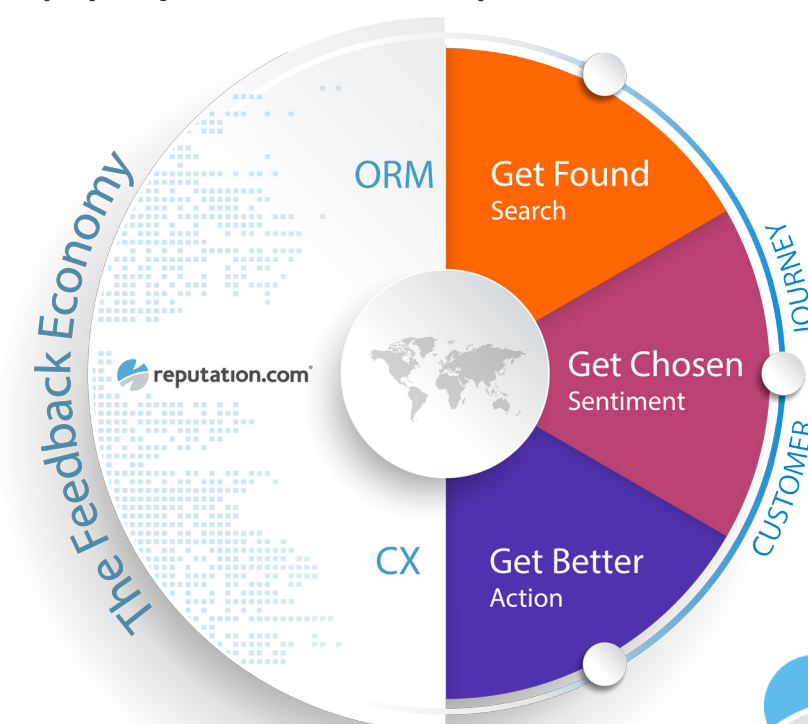 The Feedback Economy
ORM
Get Found
Search
reputation.com®
Get Chosen
Sentiment
CX
Get Better
Action
CUSTOMER JOURNEY